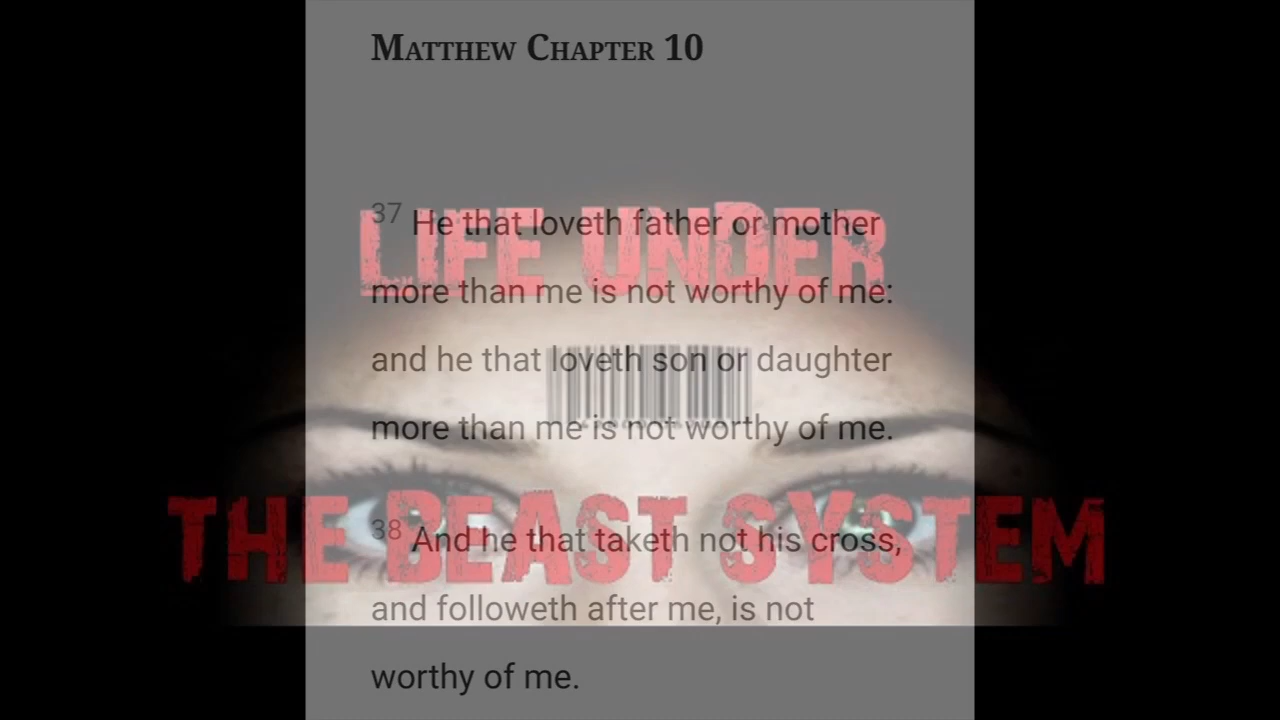 MATTHEW CHAPTER 10
LIFE UNDER
37 He that loveth father or mother
more than me is not worthy of me:
and he that loveth son or daughter
more than me is not worthy of me.
THE BEAST SYSTEM
38 And he that taketh not his cross,
and followeth after me, is not
worthy of me.